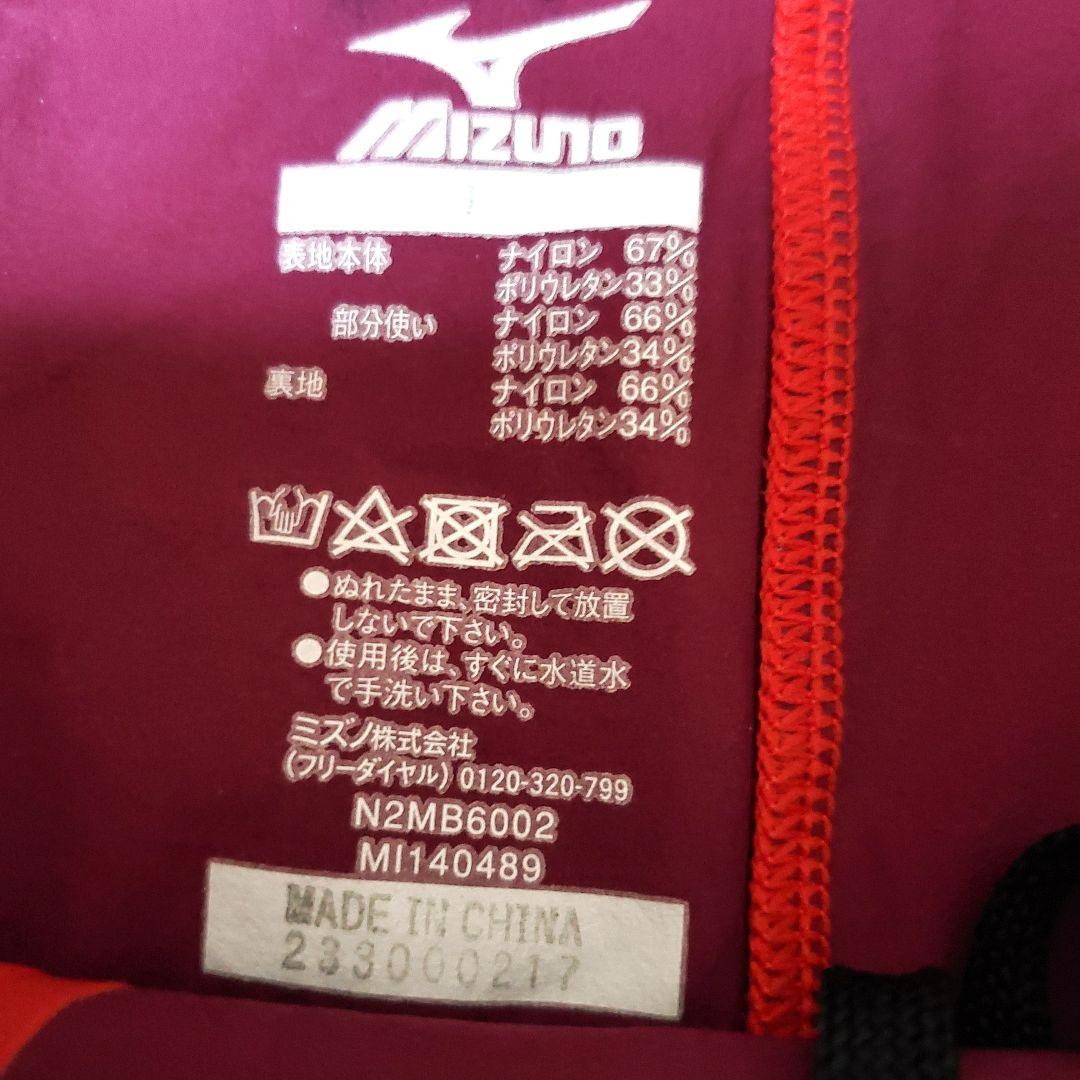 MIZUNO
表地本体 ナイロン 67%
ポリウレタン33%
部分使い ナイロン 66%
ポリウレタン34%
裏地 ナイロン 66%
ポリウレタン34%
●ぬれたまま、密封して放置
しないで下さい。
●使用後は、すぐに水道水
で手洗い下さい。
ミズノ株式会社
(フリーダイヤル) 0120-320-799
N2MB6002
MI140489
MADE IN CHINA
233000217